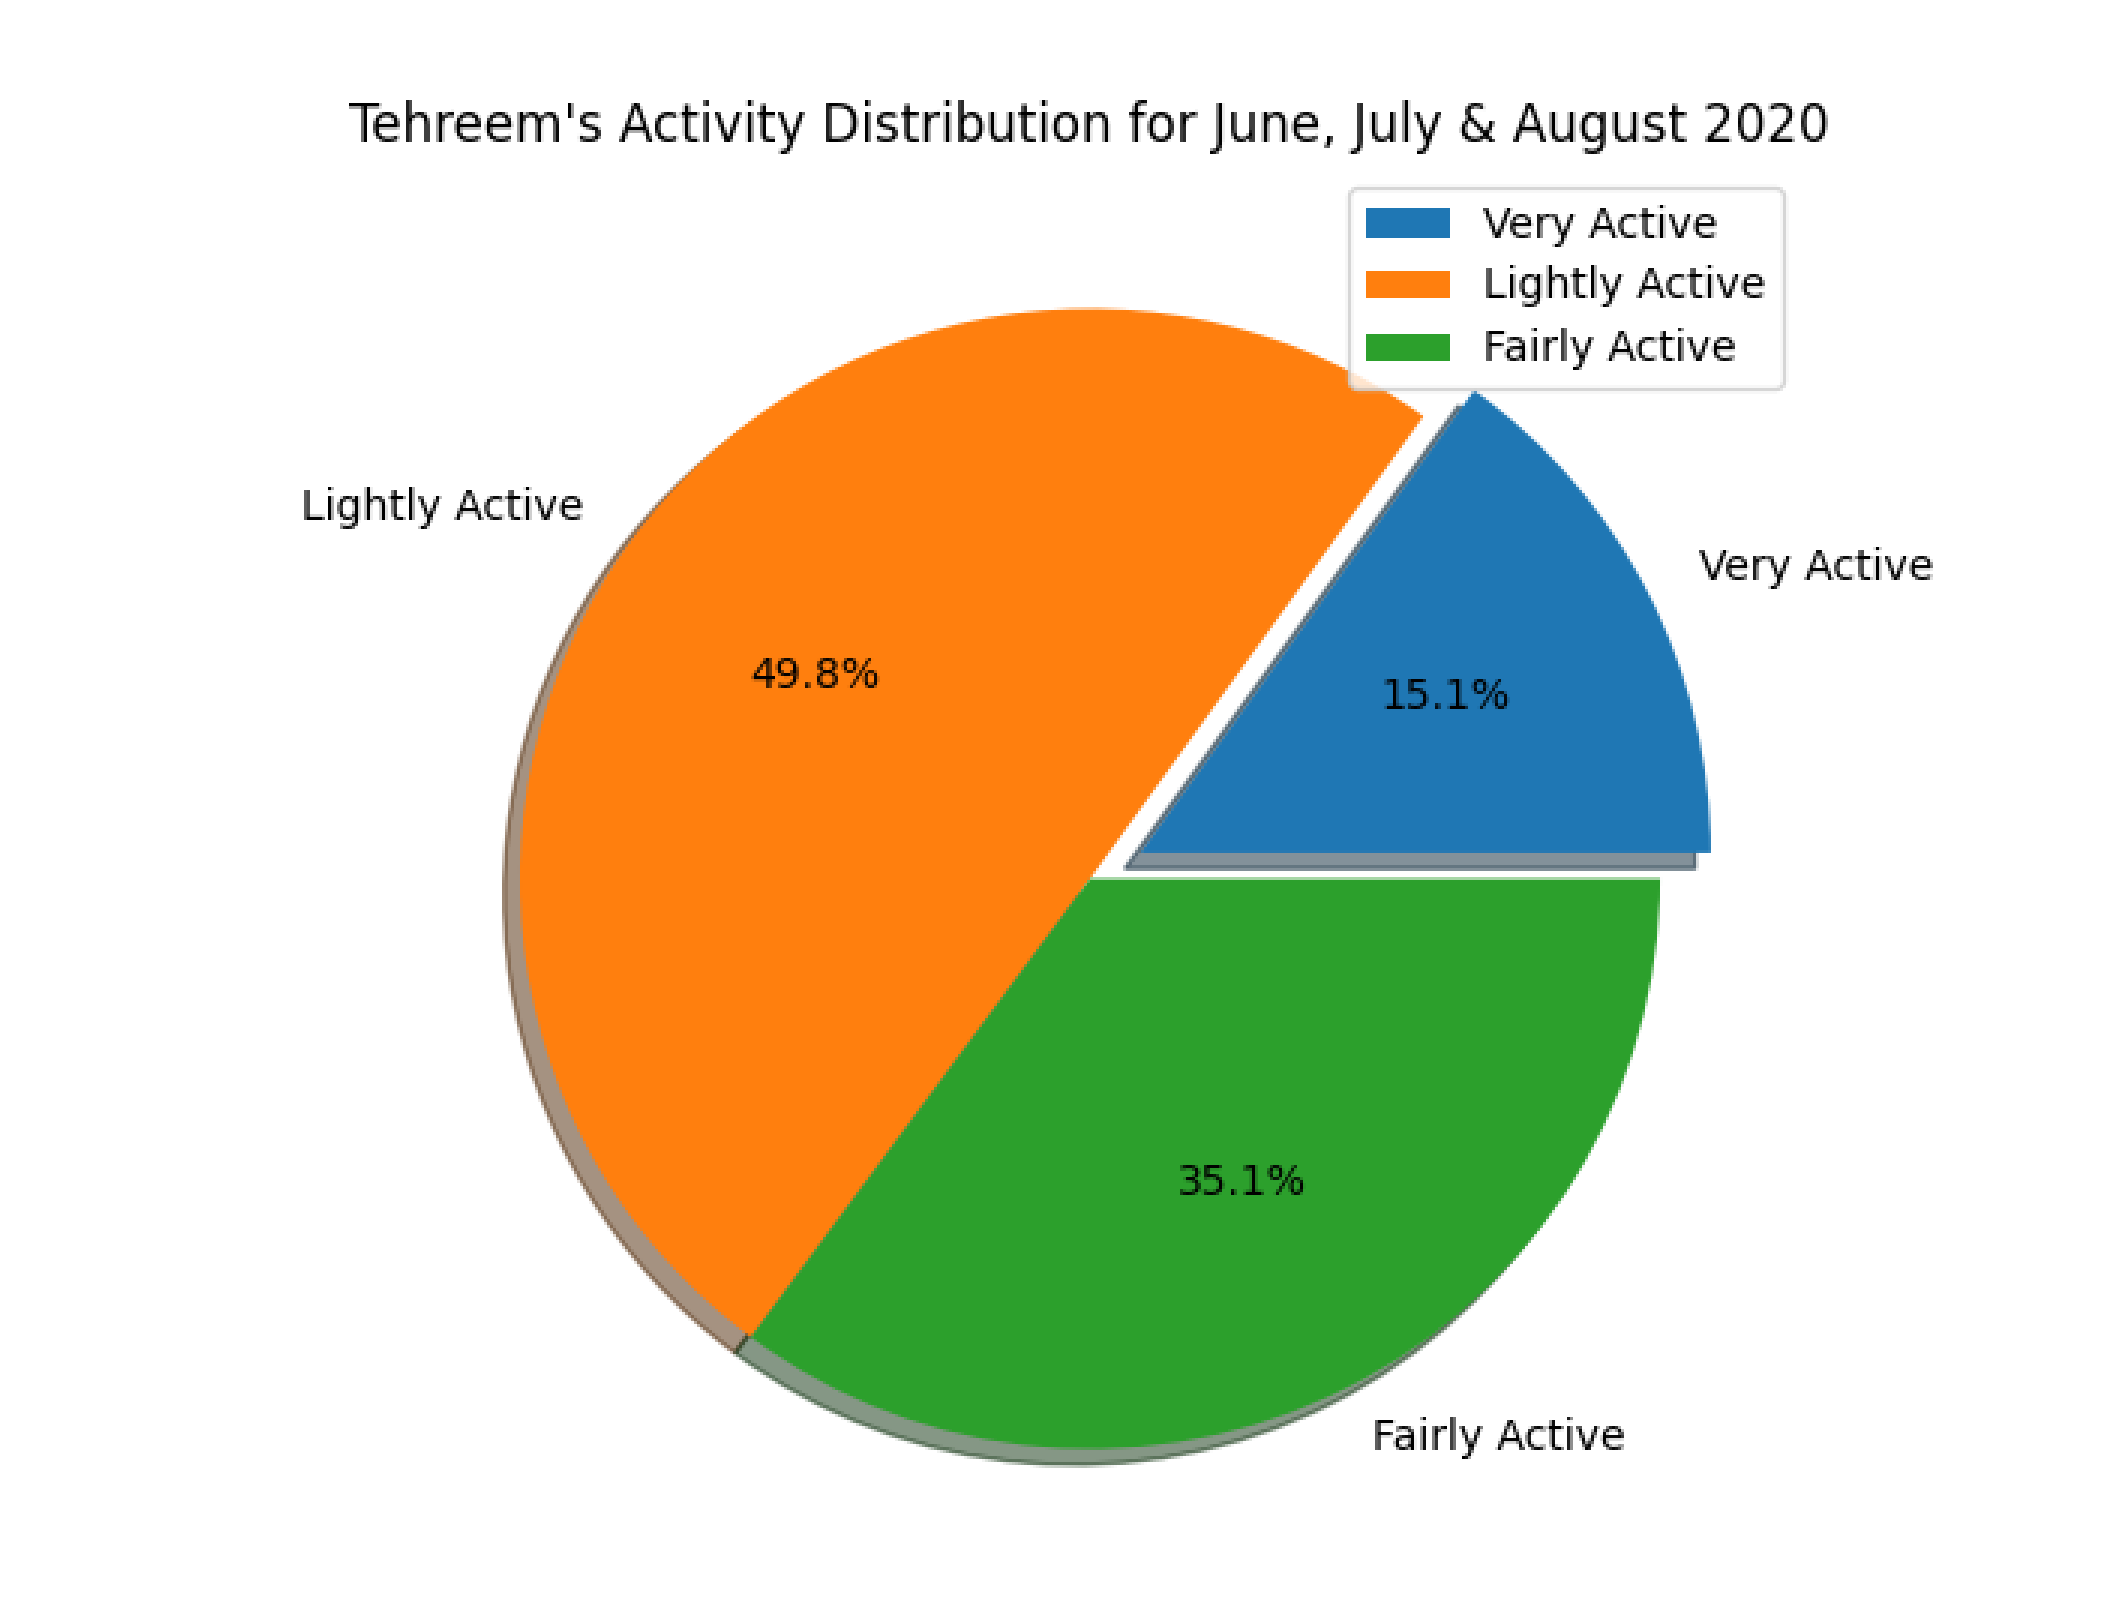 Tehreem's Activity Distribution for June, July & August 2020
Very Active
Lightly Active
Fairly Active
Lightly Active
Very Active
49.8%
15.1%
35.1%
Fairly Active